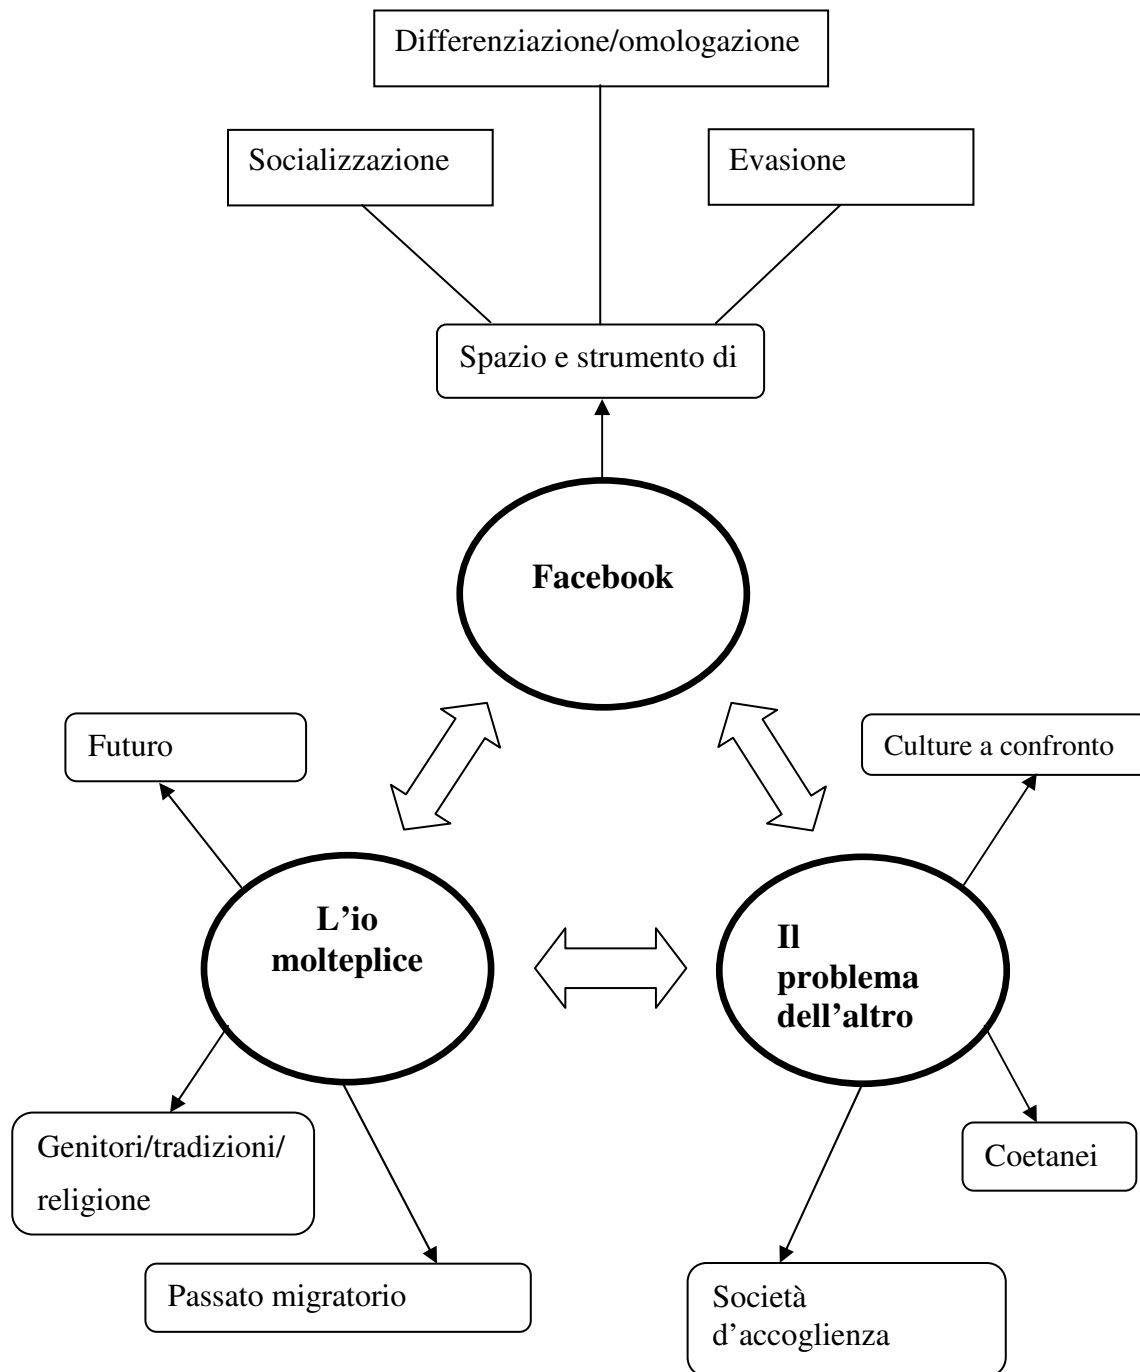 Differenziazione/omologazione
Socializzazione
Evasione
Spazio e strumento di
Facebook
Futuro
Culture a confronto
L’io
molteplice
Il
problema
dell’altro
Genitori/tradizioni/
religione
Coetanei
Passato migratorio
Società
d’accoglienza